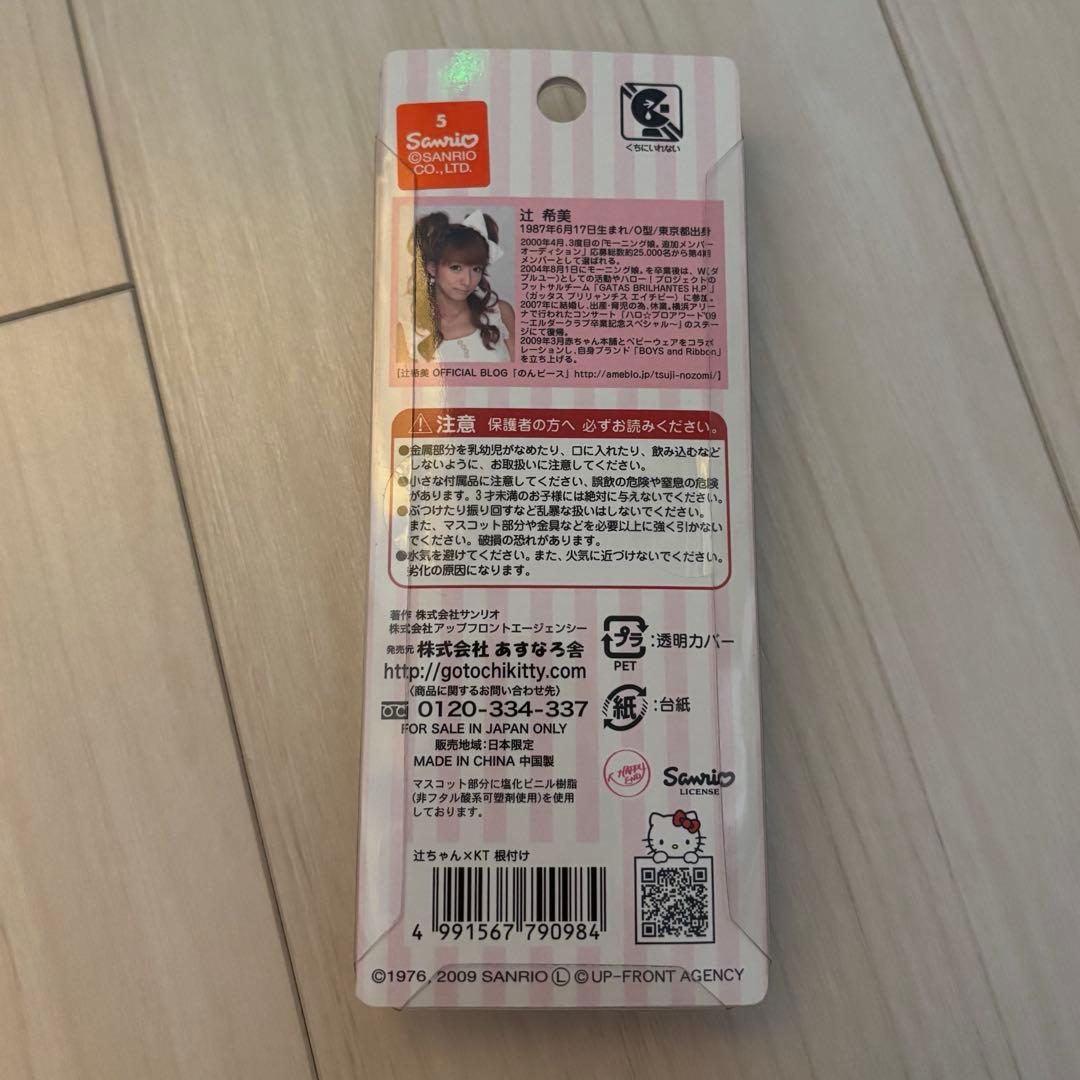 5
Sanrio
©SANRIO
CO.,LTD.
くちにいれない
辻 希美
1987年6月17日生まれ/O型/東京都出身
2000年4月、3度目の「モーニング娘。追加メンバー
オーディション」応募総数約25,000名から第4期
メンバーとして選ばれる。
2004年8月1日にモーニング娘。を卒業後は、W(ダ
ブルユー)としての活動やハロー!プロジェクトの
フットサルチーム「GATAS BRILHANTES H.P.」
(ガッタス ブリリャンチス エイチピー)に参加。
2007年に結婚し、出産・育児の為、休業。横浜アリー
ナで行われたコンサート「ハロ☆プロアワード'09
〜エルダークラブ卒業記念スペシャル〜」のステー
ジにて復帰。
2009年3月赤ちゃん本舗とベビーウェアをコラボ
レーションし、自身ブランド「BOYS and Ribbon」
を立ち上げる。
[辻希美 OFFICIAL BLOG「のんピース」http://ameblo.jp/tsuji-nozomi/]
注意 保護者の方へ 必ずお読みください。
●金属部分を乳幼児がなめたり、口に入れたり、飲み込むなど
しないように、お取扱いに注意してください。
●小さな付属品に注意してください、誤飲の危険や窒息の危険
があります。3才未満のお子様には絶対に与えないでください。
●ぶつけたり振り回すなど乱暴な扱いはしないでください。
また、マスコット部分や金具などを必要以上に強く引かない
でください。破損の恐れがあります。
●水気を避けてください。また、火気に近づけないでください。
劣化の原因になります。
著作 株式会社サンリオ
株式会社アップフロントエージェンシー
発売元 株式会社 あすなろ舎
http://gotochikitty.com
〈商品に関するお問い合わせ先〉
0120-334-337
FOR SALE IN JAPAN ONLY
販売地域:日本限定
MADE IN CHINA 中国製
マスコット部分に塩化ビニル樹脂
(非フタル酸系可塑剤使用)を使用
しております。
プラ :透明カバー
PET
紙 :台紙
HAPPY
END
Sanrio
LICENSE
辻ちゃん×KT 根付け
4 991567 790984
©1976, 2009 SANRIO Ⓛ ©UP-FRONT AGENCY